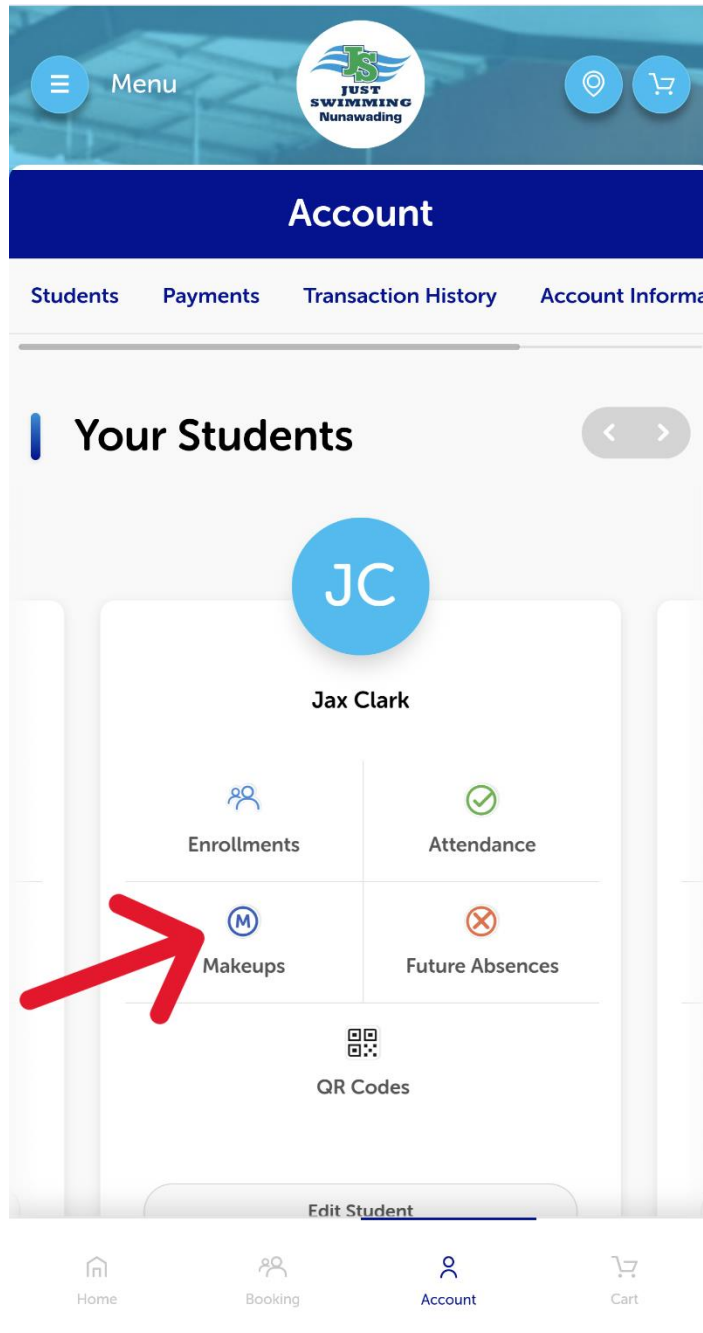 Menu
JS
JUST
SWIMMING
Nunawading
Account
Students Payments Transaction History Account Informa
Your Students
JC
Jax Clark
Enrollments Attendance
M
Makeups Future Absences
QR Codes
Edit Student
Home Booking Account Cart